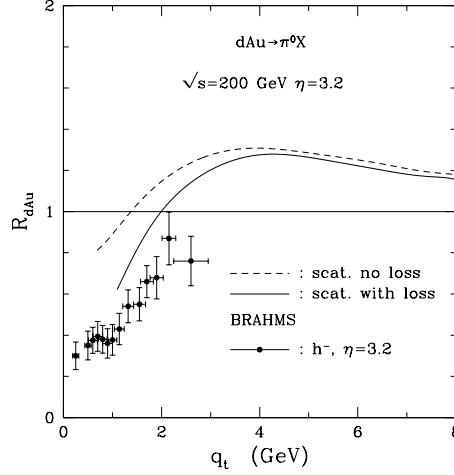 2
dAu→π⁰X
√s=200 GeV η=3.2
1
R_dAu
: scat. no loss
: scat. with loss
BRAHMS
: h⁻, η=3.2
0
0 2 4 6 8
q_t (GeV)